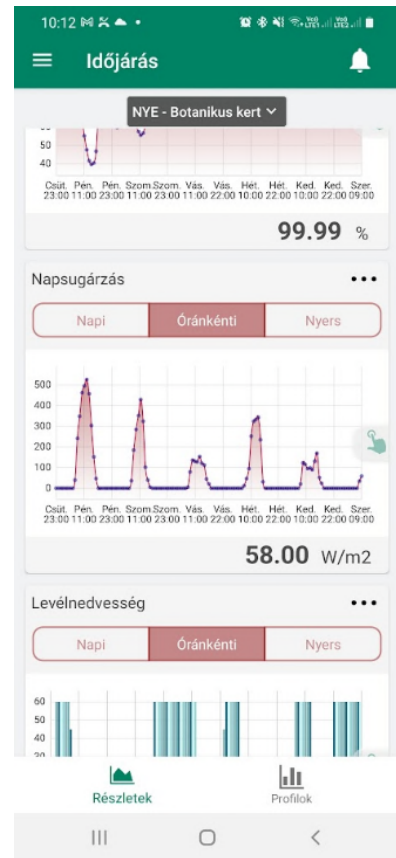 10:12
Időjárás
NYE - Botanikus kert
50
40
Csüt. Pén. Pén. Szom. Szom. Vás. Vás. Hét. Hét. Ked. Ked. Szer.
23:00 11:00 23:00 11:00 23:00 11:00 22:00 10:00 22:00 10:00 22:00 09:00
99.99 %
Napsugárzás
Napi Óránkénti Nyers
500
400
300
200
100
0
Csüt. Pén. Pén. Szom. Szom. Vás. Vás. Hét. Hét. Ked. Ked. Szer.
23:00 11:00 23:00 11:00 23:00 11:00 22:00 10:00 22:00 10:00 22:00 09:00
58.00 W/m2
Levélnedvesség
Napi Óránkénti Nyers
60
50
40
Részletek Profilok